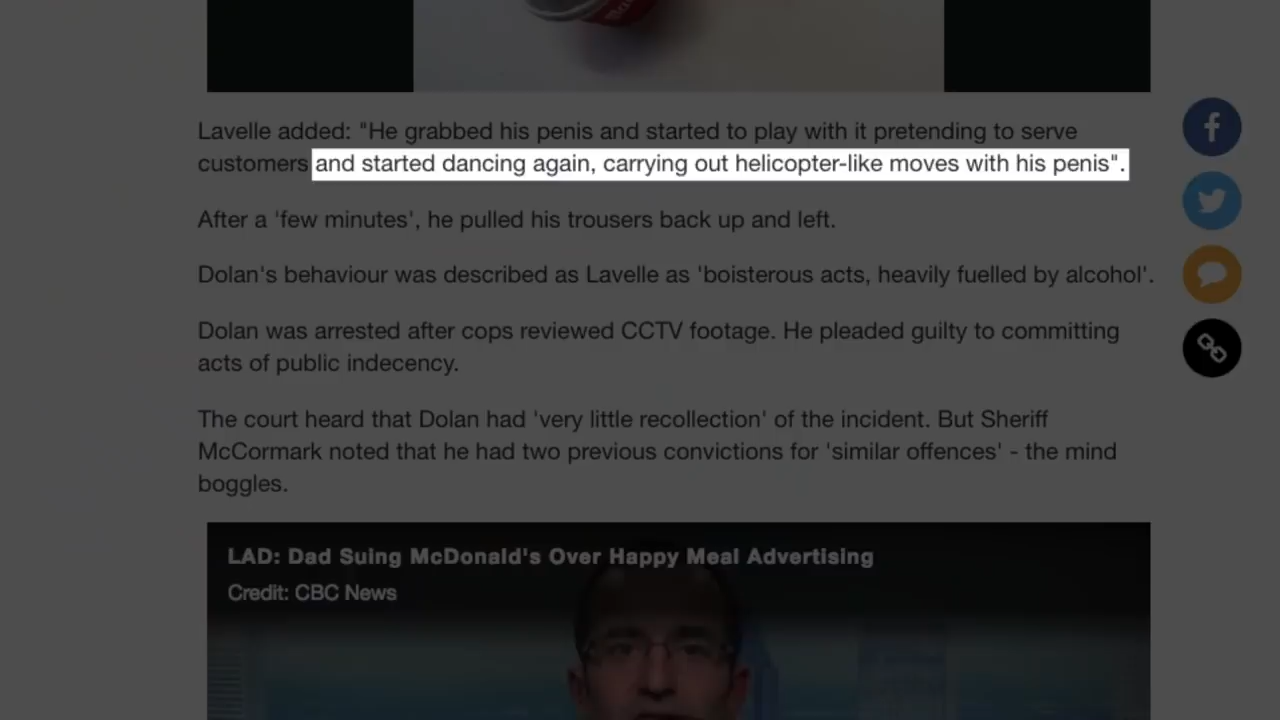 Lavelle added: "He grabbed his penis and started to play with it pretending to serve
customers and started dancing again, carrying out helicopter-like moves with his penis".
After a 'few minutes', he pulled his trousers back up and left.
Dolan's behaviour was described as Lavelle as 'boisterous acts, heavily fuelled by alcohol'.
Dolan was arrested after cops reviewed CCTV footage. He pleaded guilty to committing
acts of public indecency.
The court heard that Dolan had 'very little recollection' of the incident. But Sheriff
McCormark noted that he had two previous convictions for 'similar offences' - the mind
boggles.
LAD: Dad Suing McDonald's Over Happy Meal Advertising
Credit: CBC News